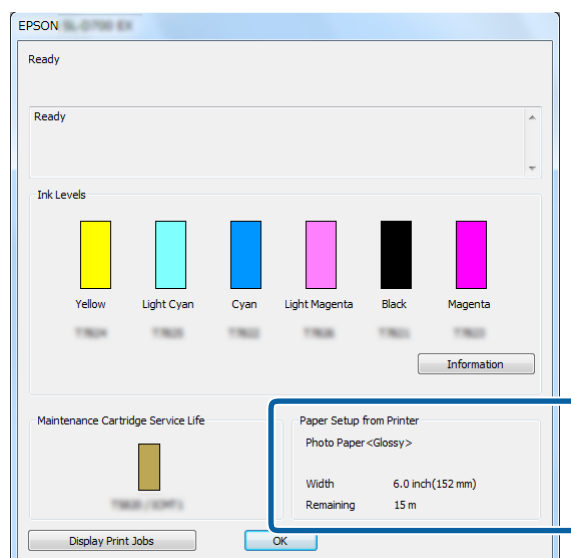 EPSON
Ready
Ready
Ink Levels
Yellow Light Cyan Cyan Light Magenta Black Magenta
Information
Maintenance Cartridge Service Life
Paper Setup from Printer
Photo Paper<Glossy>
Width 6.0 inch(152 mm)
Remaining 15 m
Display Print Jobs OK